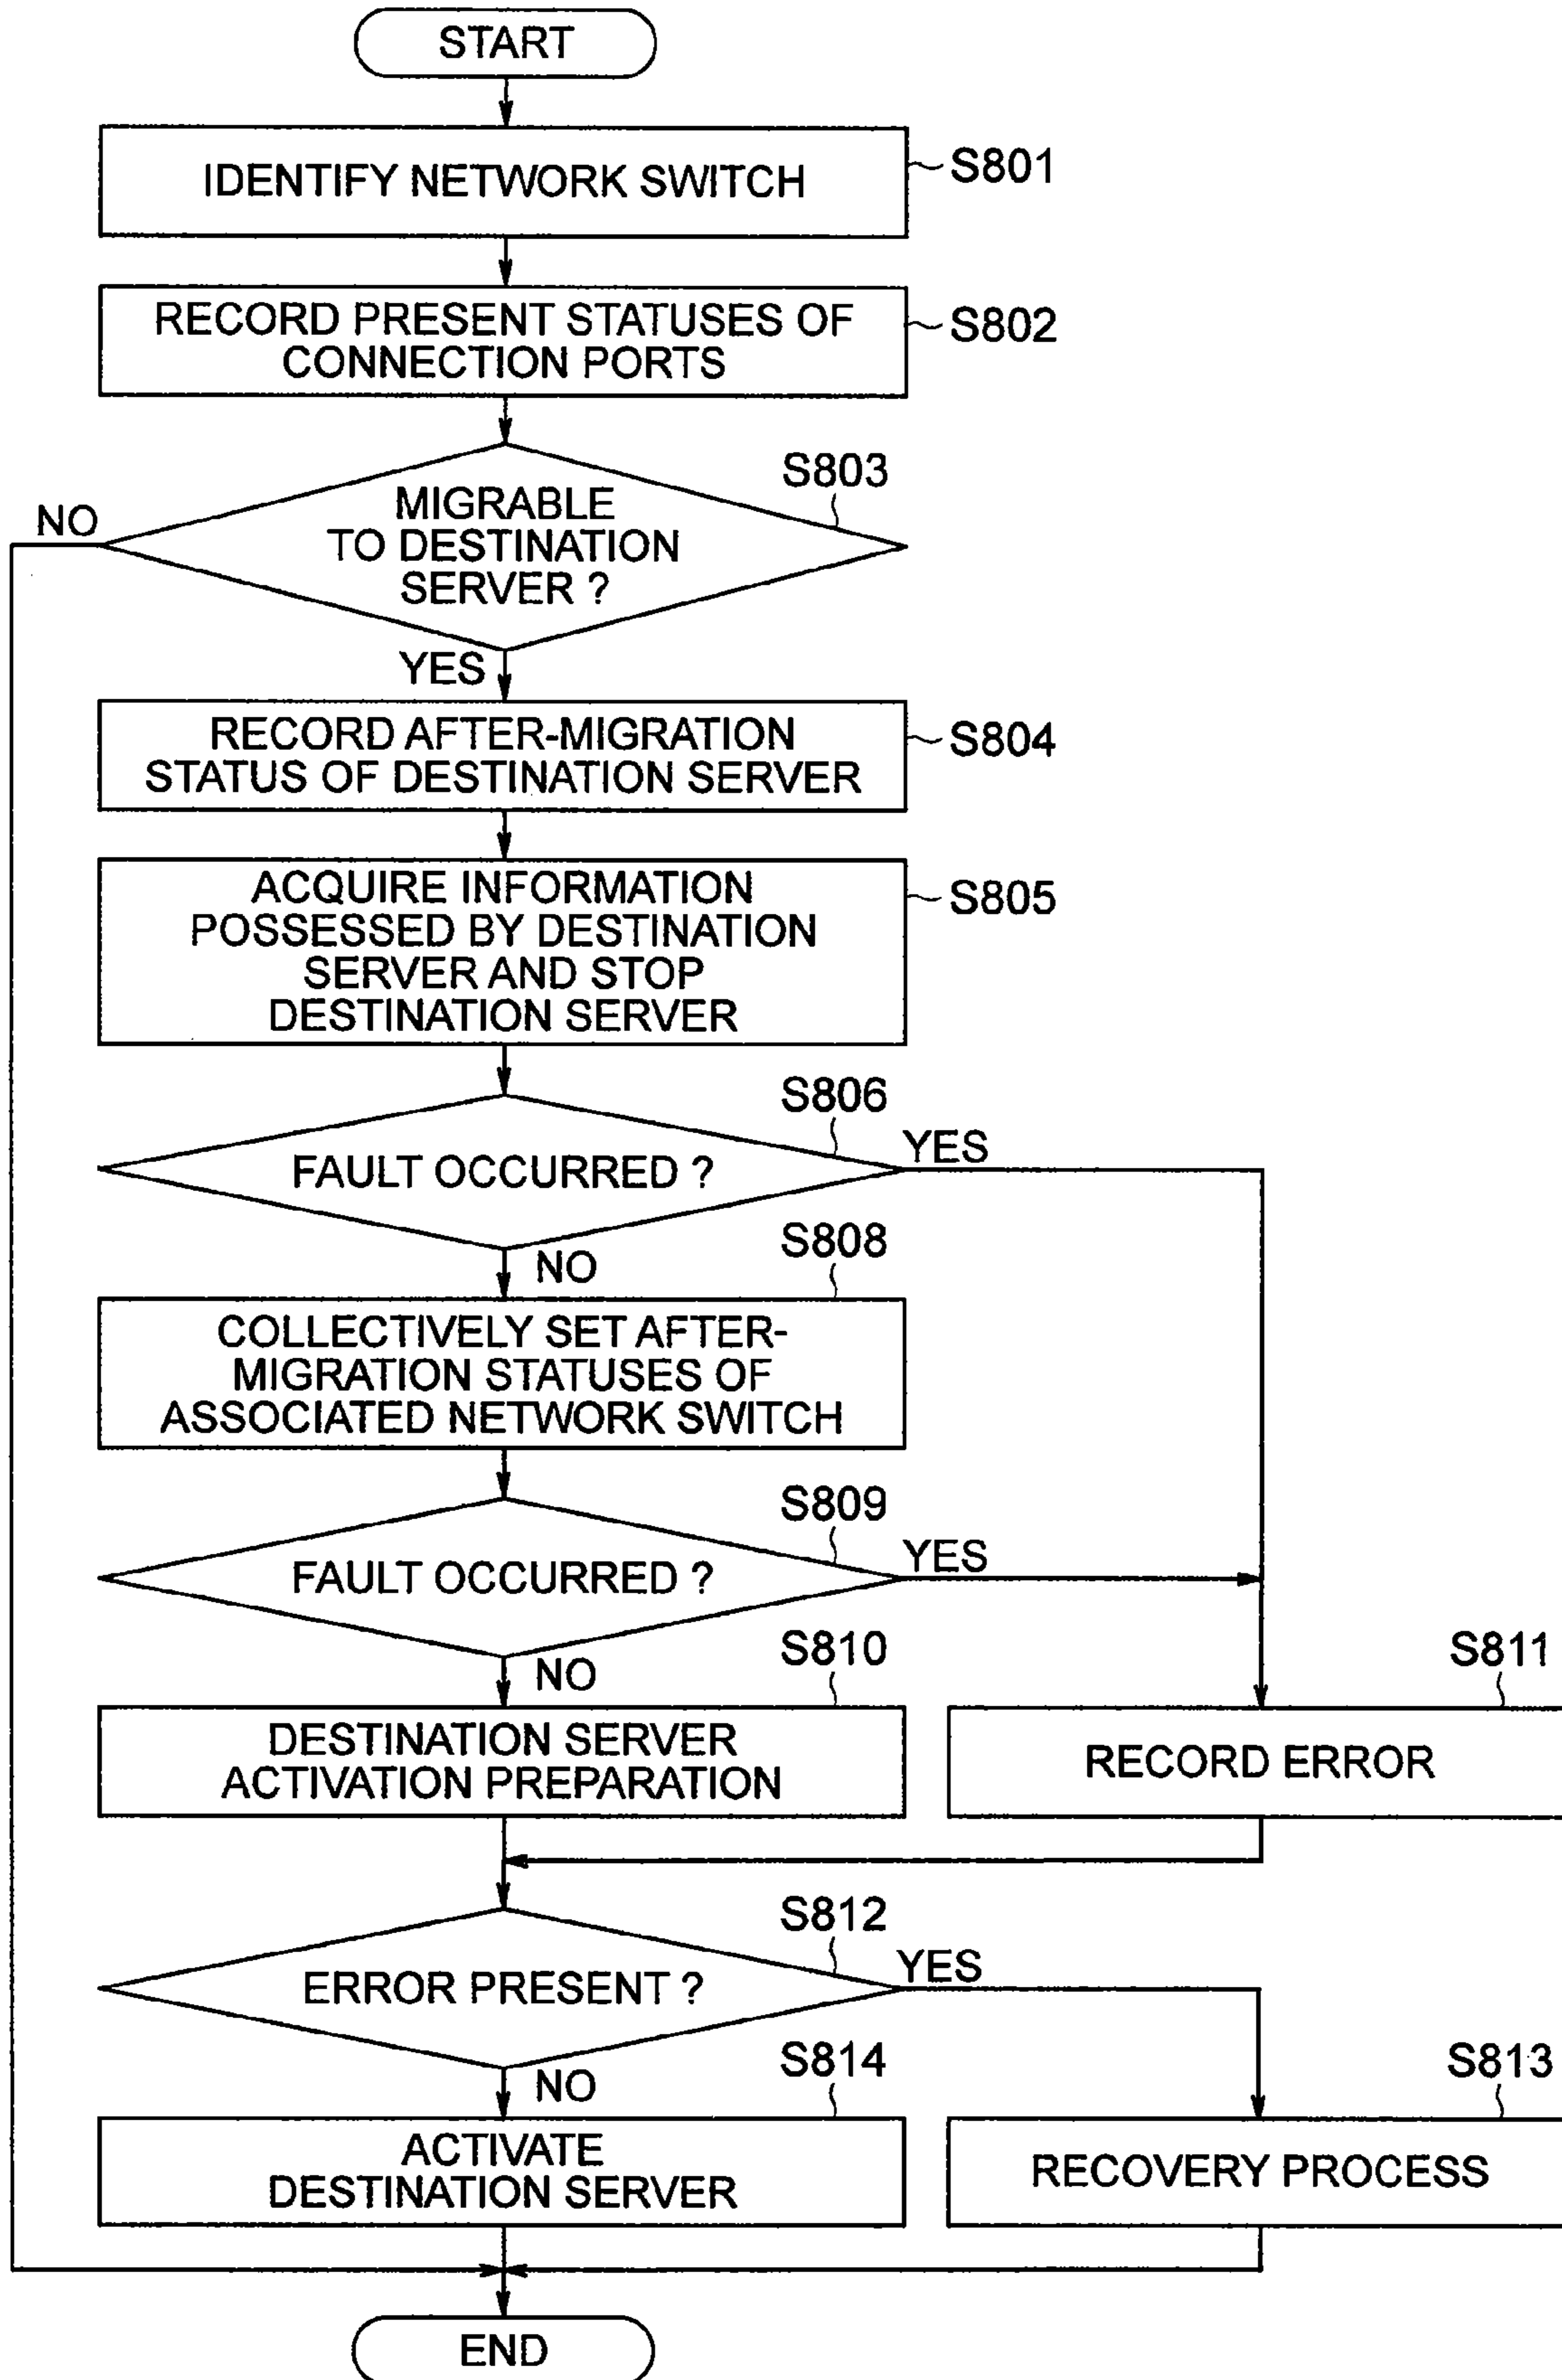 START
IDENTIFY NETWORK SWITCH
S801
RECORD PRESENT STATUSES OF
CONNECTION PORTS
S802
S803
NO
MIGRABLE
TO DESTINATION
SERVER ?
YES
RECORD AFTER-MIGRATION
STATUS OF DESTINATION SERVER
S804
ACQUIRE INFORMATION
POSSESSED BY DESTINATION
SERVER AND STOP
DESTINATION SERVER
S805
S806
FAULT OCCURRED ?
YES
NO
S808
COLLECTIVELY SET AFTER-
MIGRATION STATUSES OF
ASSOCIATED NETWORK SWITCH
S809
FAULT OCCURRED ?
YES
NO
S810
DESTINATION SERVER
ACTIVATION PREPARATION
S811
RECORD ERROR
S812
ERROR PRESENT ?
YES
NO
S814
ACTIVATE
DESTINATION SERVER
S813
RECOVERY PROCESS
END